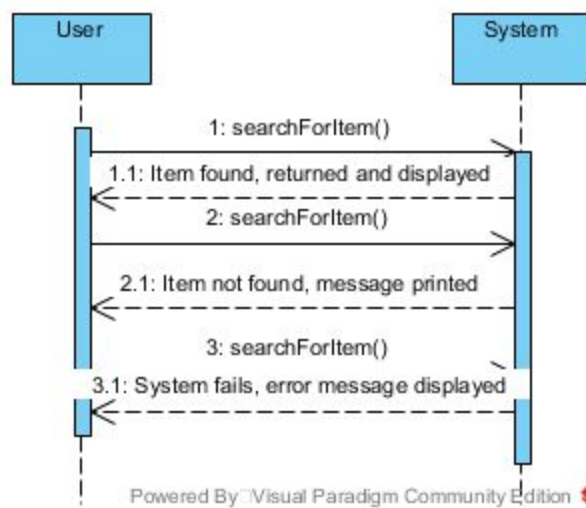 User
System
1: searchForItem()
1.1: Item found, returned and displayed
2: searchForItem()
2.1: Item not found, message printed
3: searchForItem()
3.1: System fails, error message displayed
Powered By Visual Paradigm Community Edition